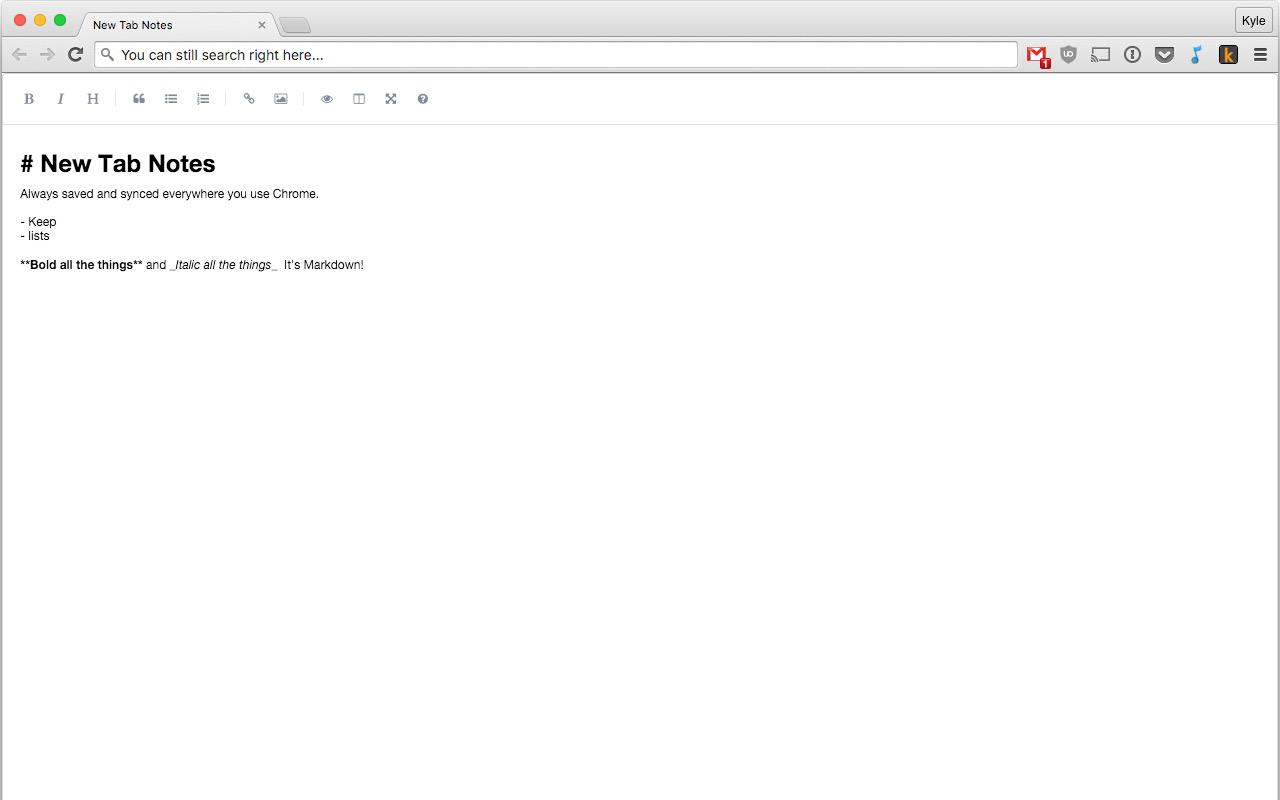 New Tab Notes
Kyle
You can still search right here...
1
B I H
# New Tab Notes
Always saved and synced everywhere you use Chrome.
- Keep
- lists
**Bold all the things** and _Italic all the things_ It's Markdown!